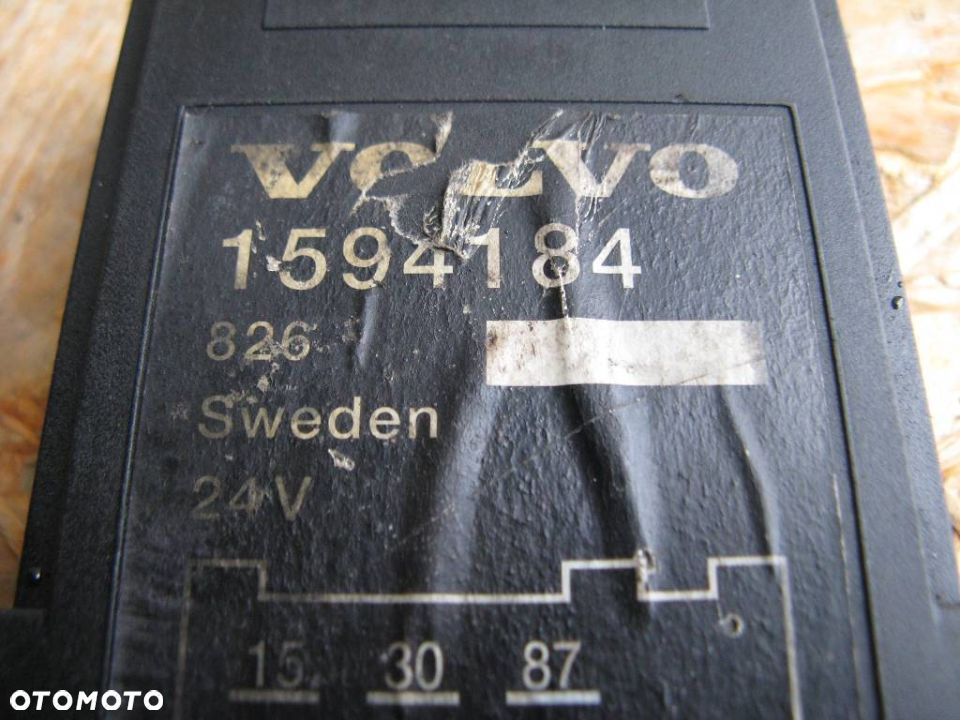 VOLVO
1594184
826
Sweden
24V
15 30 87
OTOMOTO